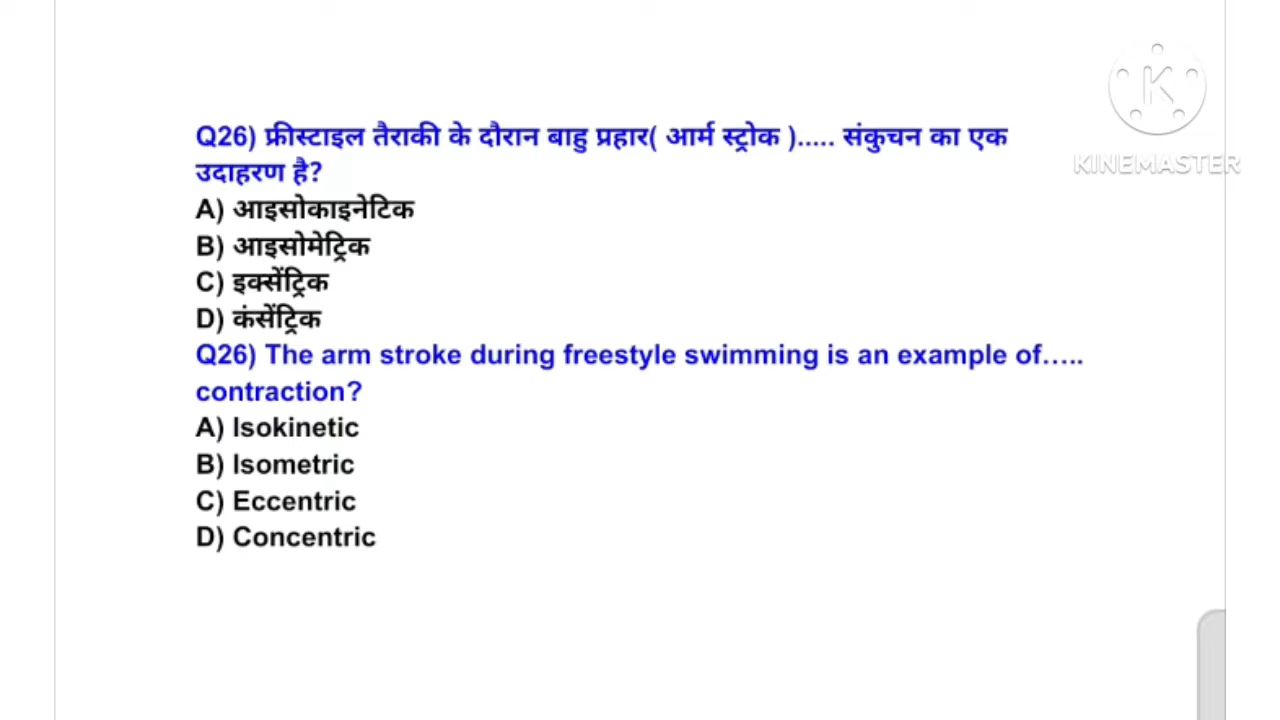 Q26) फ्रीस्टाइल तैराकी के दौरान बाहु प्रहार( आर्म स्ट्रोक )..... संकुचन का एक
उदाहरण है?
A) आइसोकाइनेटिक
B) आइसोमेट्रिक
C) इक्सेंट्रिक
D) कंसेंट्रिक
Q26) The arm stroke during freestyle swimming is an example of…..
contraction?
A) Isokinetic
B) Isometric
C) Eccentric
D) Concentric
K
KINEMASTER